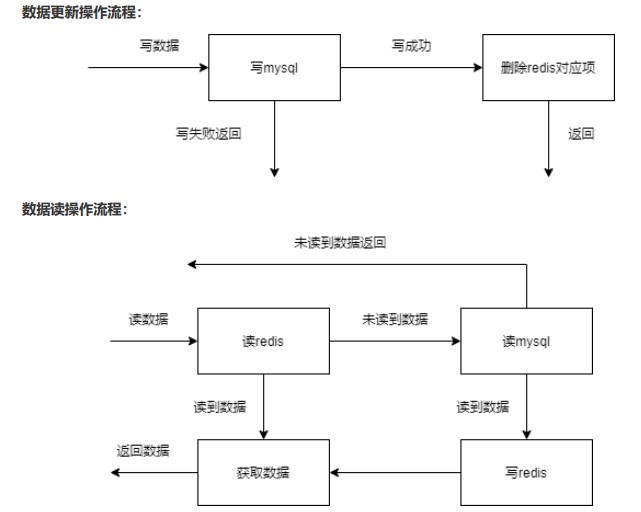 数据更新操作流程：
写数据
写mysql
写成功
删除redis对应项
写失败返回
返回
数据读操作流程：
未读到数据返回
读数据
读redis
未读到数据
读mysql
读到数据
读到数据
返回数据
获取数据
写redis